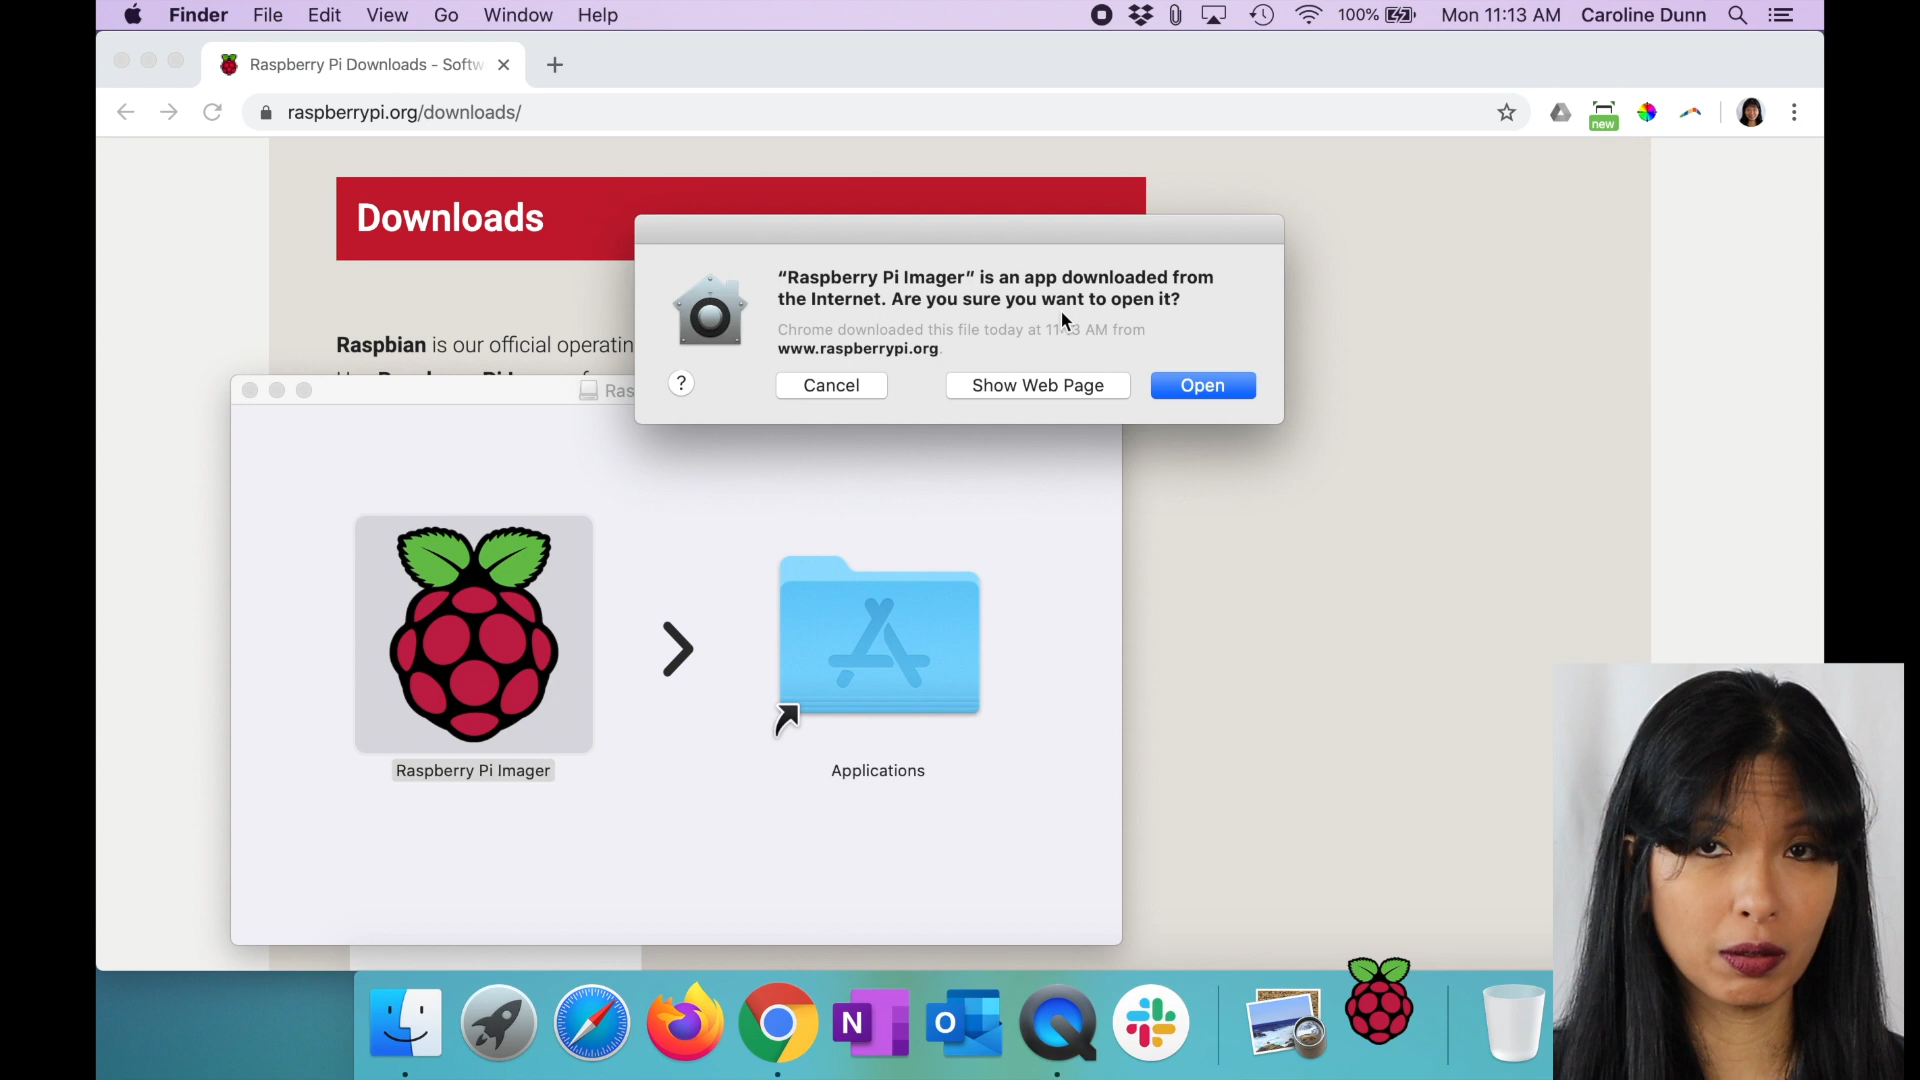 Finder File Edit View Go Window Help 100% Mon 11:13 AM Caroline Dunn
Raspberry Pi Downloads - Softw
raspberrypi.org/downloads/
new
Downloads
“Raspberry Pi Imager” is an app downloaded from
the Internet. Are you sure you want to open it?
Chrome downloaded this file today at AM from
www.raspberrypi.org.
? Cancel Show Web Page Open
Raspbian is our official operatin
Ras
Raspberry Pi Imager
Applications
N
O